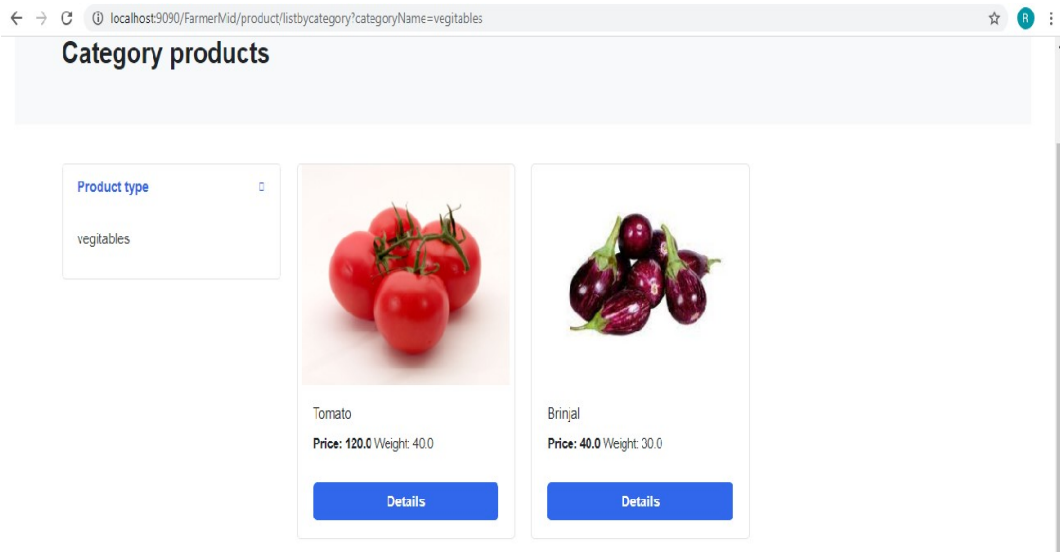 localhost:9090/FarmerMid/product/listbycategory?categoryName=vegitables
R
Category products
Product type
vegitables
Tomato
Price: 120.0 Weight: 40.0
Details
Brinjal
Price: 40.0 Weight: 30.0
Details